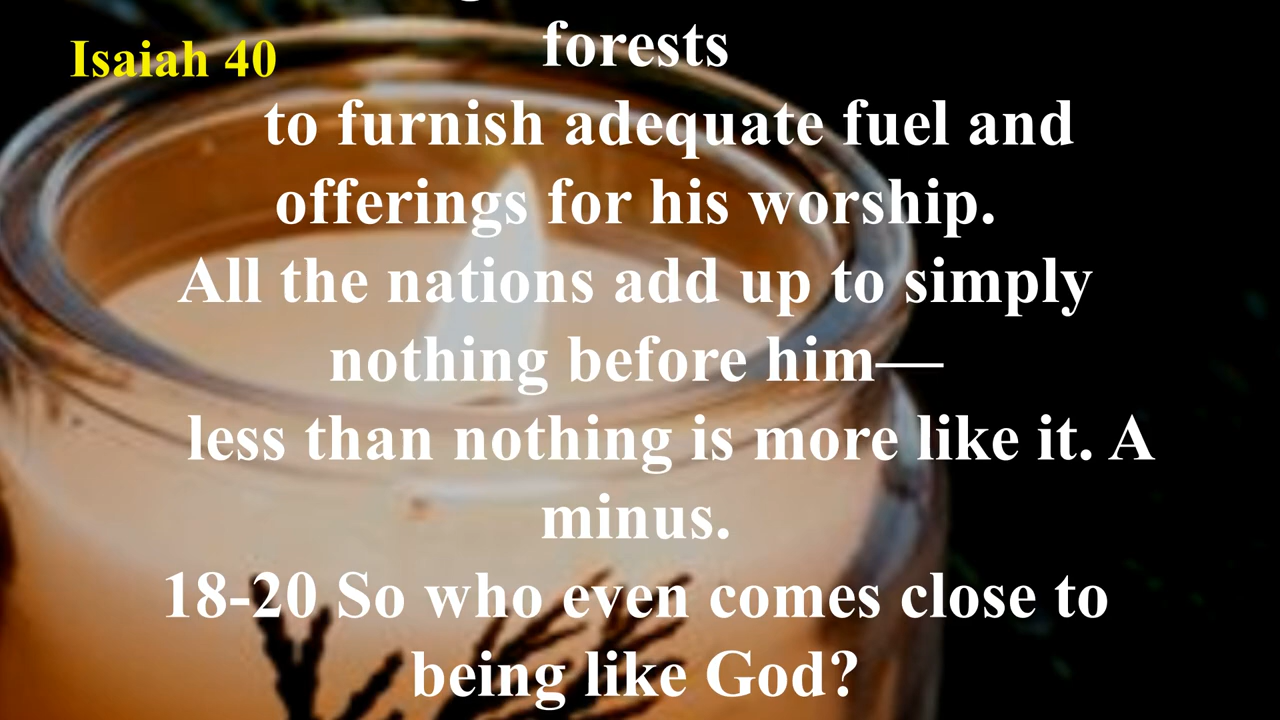 Isaiah 40
forests
to furnish adequate fuel and
offerings for his worship.
All the nations add up to simply
nothing before him—
less than nothing is more like it. A
minus.
18-20 So who even comes close to
being like God?